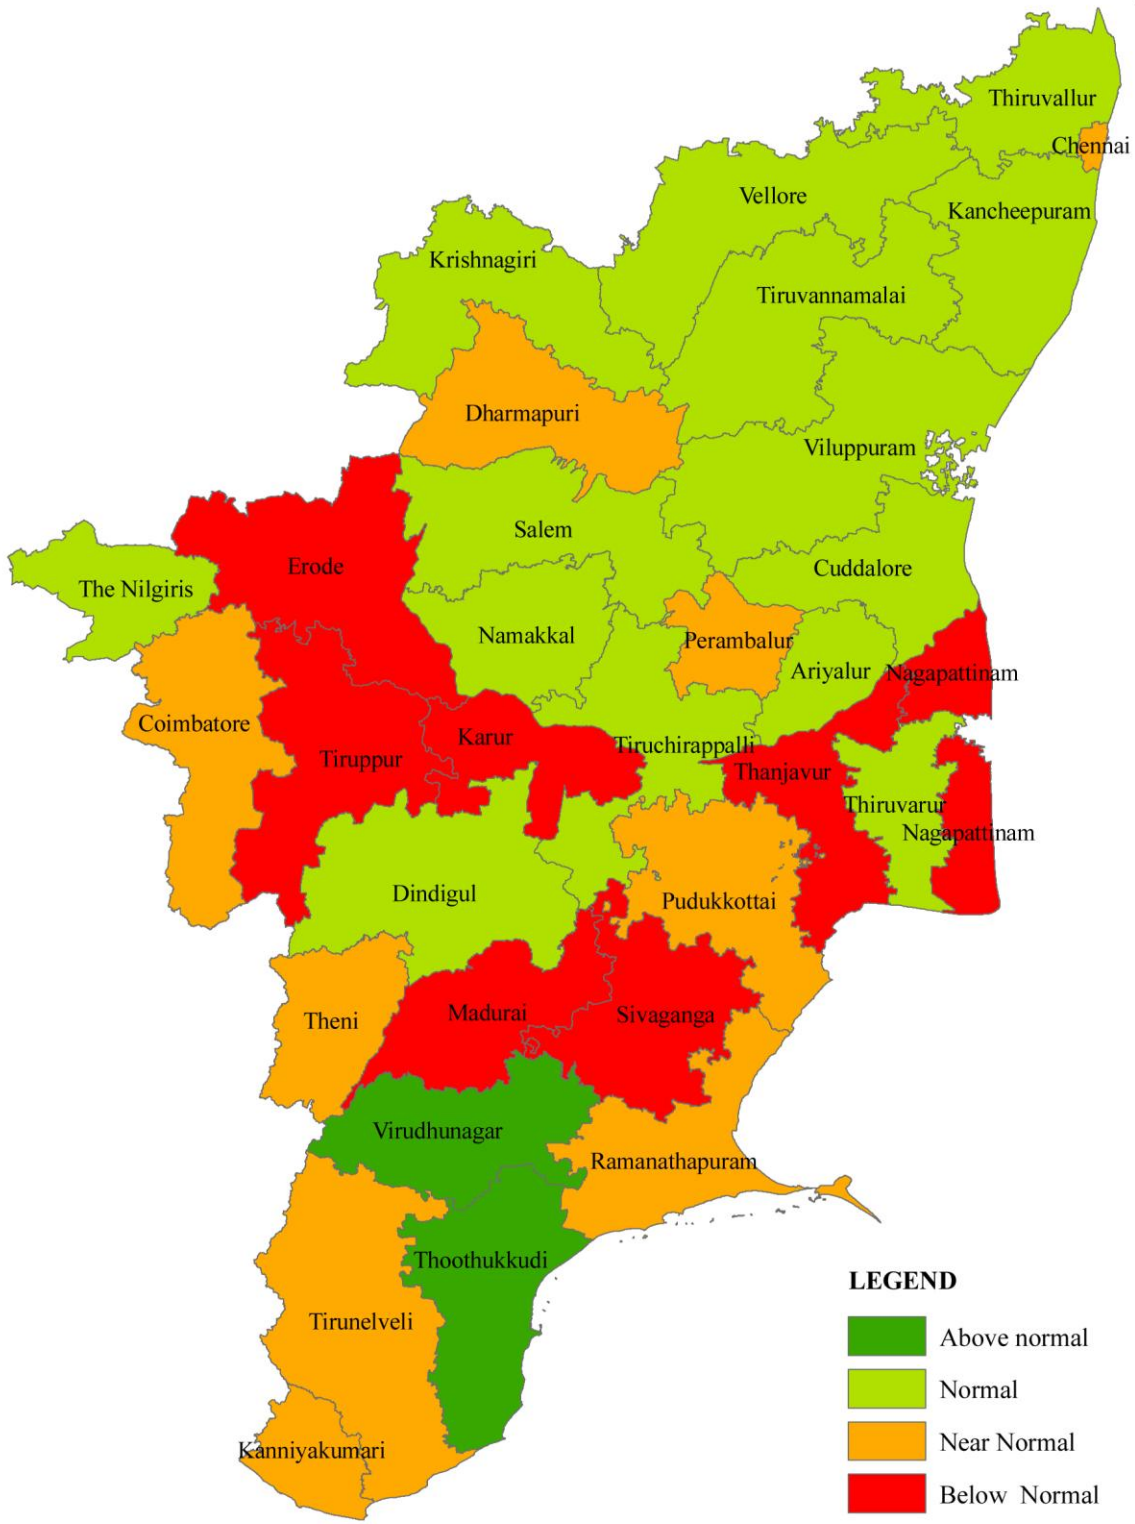 Thiruvallur
Chennai
Vellore
Kancheepuram
Krishnagiri
Tiruvannamalai
Dharmapuri
Viluppuram
Salem
Erode
Cuddalore
The Nilgiris
Namakkal
Perambalur
Ariyalur
Nagapattinam
Coimbatore
Karur
Tiruchirappalli
Tiruppur
Thanjavur
Thiruvarur
Nagapattinam
Dindigul
Pudukkottai
Madurai
Sivaganga
Theni
Virudhunagar
Ramanathapuram
Thoothukkudi
Tirunelveli
Kanniyakumari
LEGEND
Above normal
Normal
Near Normal
Below Normal